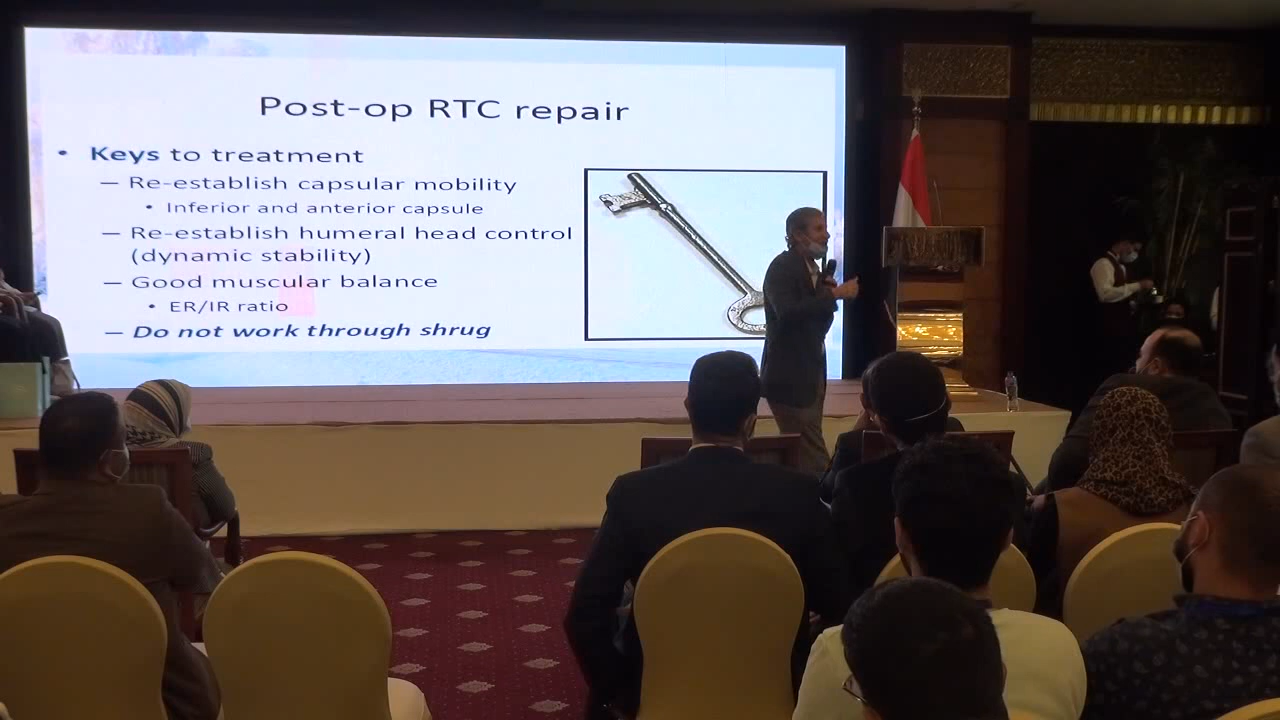 Post-op RTC repair
• Keys to treatment
– Re-establish capsular mobility
• Inferior and anterior capsule
– Re-establish humeral head control
(dynamic stability)
– Good muscular balance
• ER/IR ratio
– Do not work through shrug